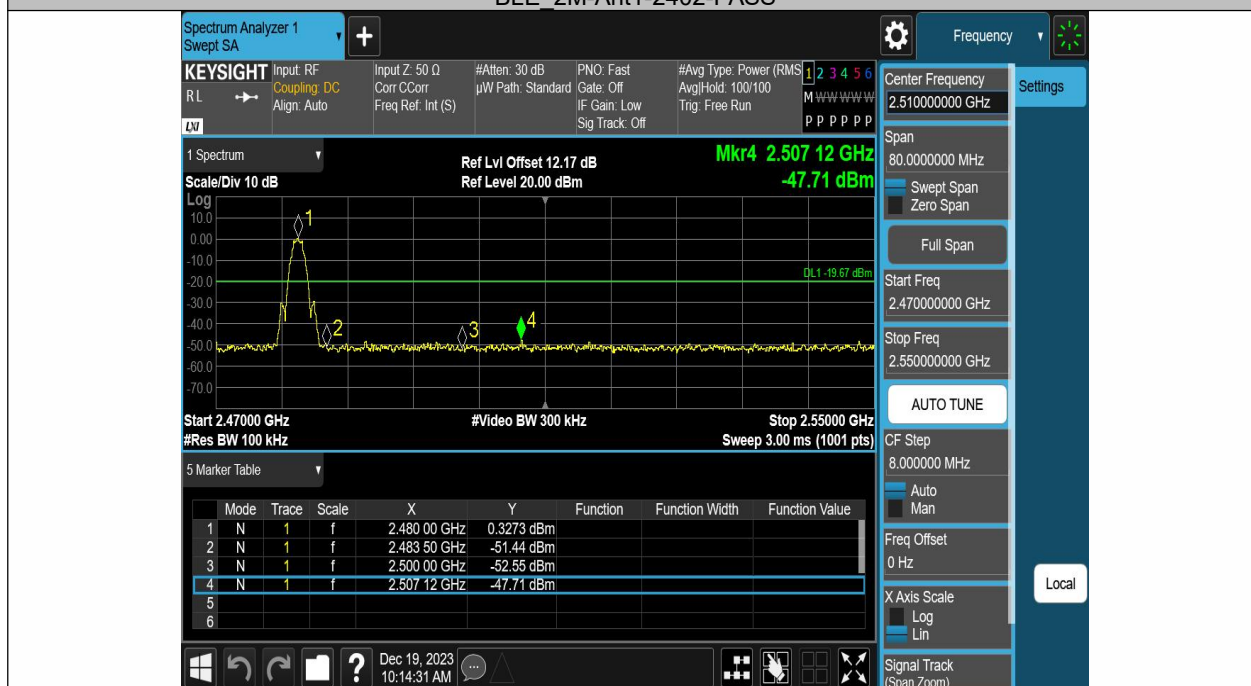 BLE_2M-Ant1-2402-PASS
Spectrum Analyzer 1
Swept SA
+
Frequency
KEYSIGHT
RL
LXI
Input: RF
Coupling: DC
Align: Auto
Input Z: 50 Ω
Corr CCorr
Freq Ref: Int (S)
#Atten: 30 dB
µW Path: Standard
PNO: Fast
Gate: Off
IF Gain: Low
Sig Track: Off
#Avg Type: Power (RMS
Avg|Hold: 100/100
Trig: Free Run
1 2 3 4 5 6
M W W W W W
P P P P P P
1 Spectrum
Scale/Div 10 dB
Log
Ref Lvl Offset 12.17 dB
Ref Level 20.00 dBm
Mkr4 2.507 12 GHz
-47.71 dBm
10.0
0.00
-10.0
-20.0
-30.0
-40.0
-50.0
-60.0
-70.0
1
2
3
4
DL1 -19.67 dBm
Start 2.47000 GHz
#Video BW 300 kHz
Stop 2.55000 GHz
#Res BW 100 kHz
Sweep 3.00 ms (1001 pts)
5 Marker Table
Mode Trace Scale X Y Function Function Width Function Value
1 N 1 f 2.480 00 GHz 0.3273 dBm
2 N 1 f 2.483 50 GHz -51.44 dBm
3 N 1 f 2.500 00 GHz -52.55 dBm
4 N 1 f 2.507 12 GHz -47.71 dBm
5
6
?
Dec 19, 2023
10:14:31 AM
Center Frequency
2.510000000 GHz
Settings
Span
80.0000000 MHz
Swept Span
Zero Span
Full Span
Start Freq
2.470000000 GHz
Stop Freq
2.550000000 GHz
AUTO TUNE
CF Step
8.000000 MHz
Auto
Man
Freq Offset
0 Hz
Local
X Axis Scale
Log
Lin
Signal Track
(Span Zoom)